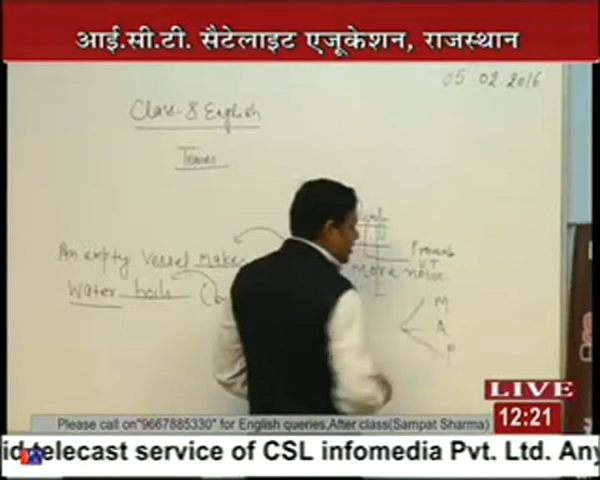 आई.सी.टी. सैटेलाइट एजूकेशन, राजस्थान
05.02.2016
Class-8 English
Tenses
An empty vessel makes
more noise
Water boils
M
A
P
LIVE
12:21
Please call on"9667885330" for English queries,After class(Sampat Sharma)
telecast service of CSL infomedia Pvt. Ltd. Any